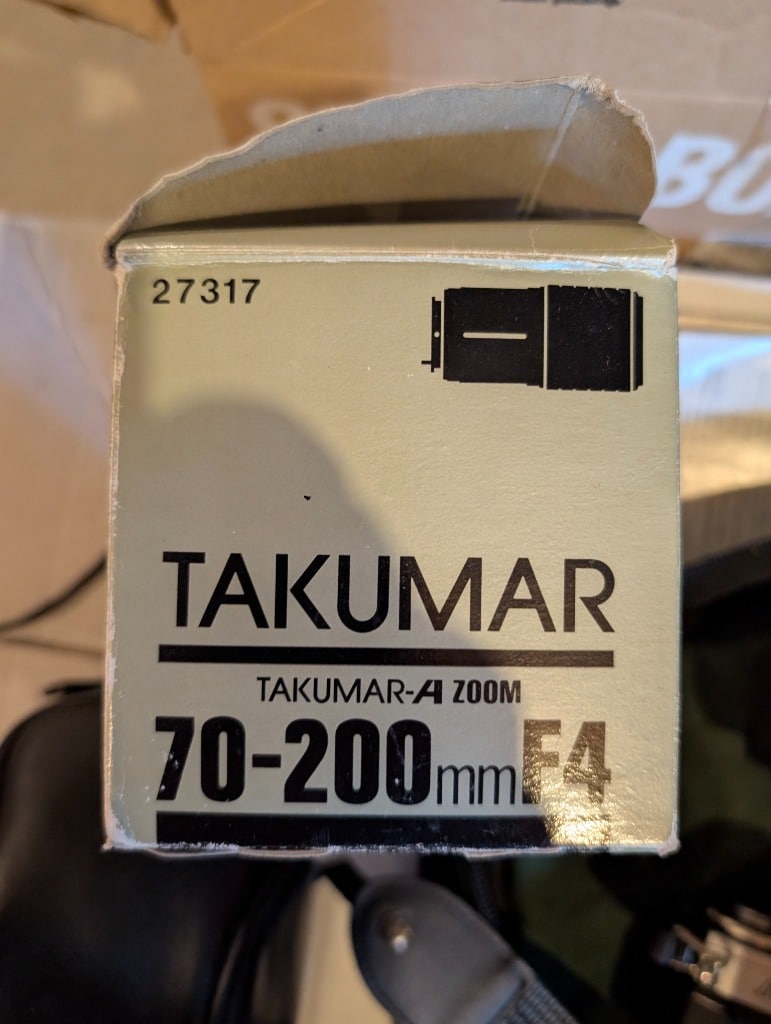 27317
TAKUMAR
TAKUMAR-A ZOOM
70-200mm F4